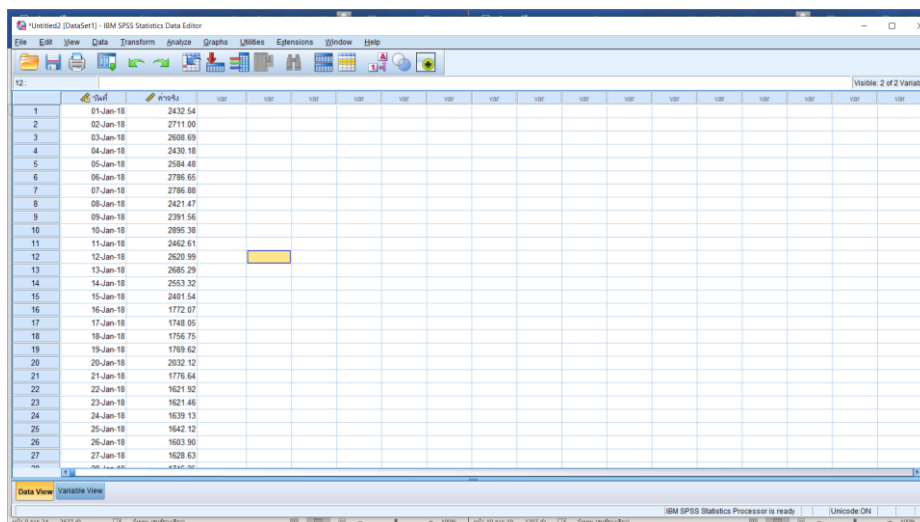 *Untitled2 [DataSet1] - IBM SPSS Statistics Data Editor
File Edit View Data Transform Analyze Graphs Utilities Extensions Window Help
12 :
Visible: 2 of 2 Variab
วันที่ ค่าจริง var var var var var var var var var var var var var var var var
1 01-Jan-18 2432.54
2 02-Jan-18 2711.00
3 03-Jan-18 2608.69
4 04-Jan-18 2430.18
5 05-Jan-18 2584.48
6 06-Jan-18 2786.65
7 07-Jan-18 2786.88
8 08-Jan-18 2421.47
9 09-Jan-18 2391.56
10 10-Jan-18 2895.38
11 11-Jan-18 2462.61
12 12-Jan-18 2620.99
13 13-Jan-18 2685.29
14 14-Jan-18 2553.32
15 15-Jan-18 2401.54
16 16-Jan-18 1772.07
17 17-Jan-18 1748.05
18 18-Jan-18 1756.75
19 19-Jan-18 1769.62
20 20-Jan-18 2032.12
21 21-Jan-18 1776.64
22 22-Jan-18 1621.92
23 23-Jan-18 1621.46
24 24-Jan-18 1639.13
25 25-Jan-18 1642.12
26 26-Jan-18 1603.90
27 27-Jan-18 1628.63
Data View Variable View
IBM SPSS Statistics Processor is ready Unicode:ON